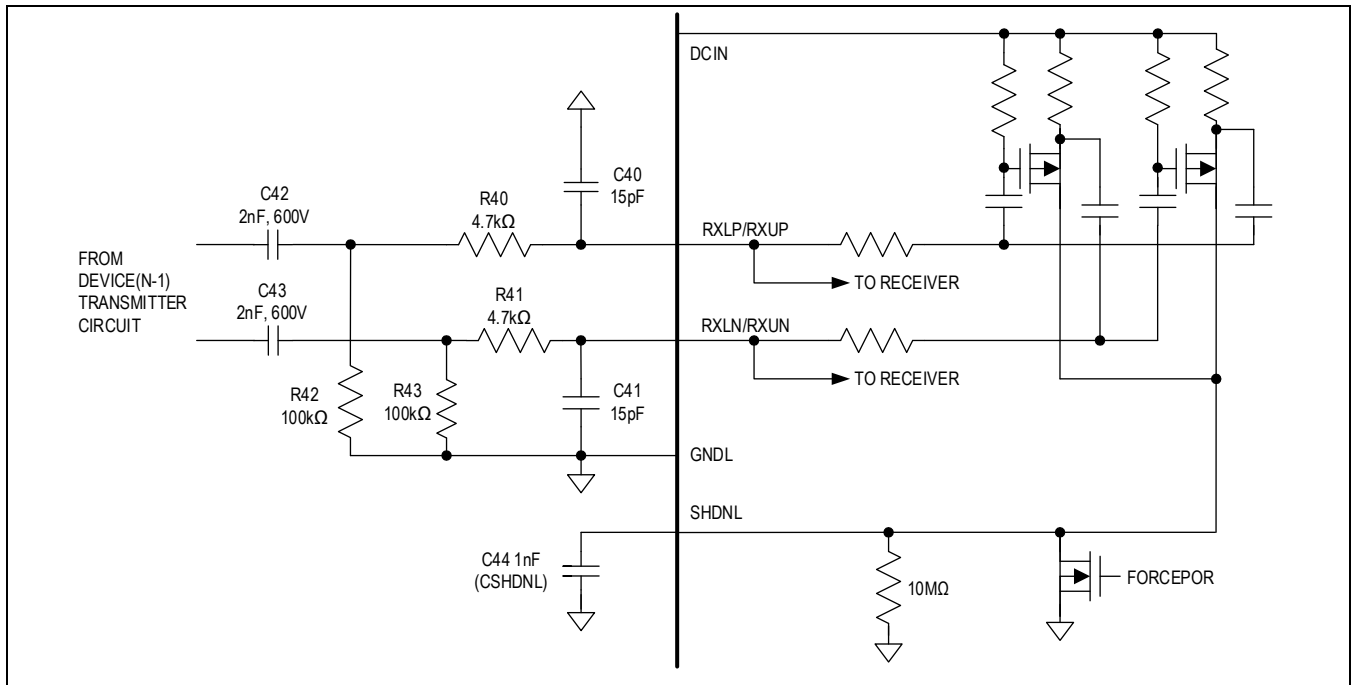 DCIN
C42
2nF, 600V
R40
4.7kΩ
C40
15pF
RXLP/RXUP
TO RECEIVER
FROM
DEVICE(N-1)
TRANSMITTER
CIRCUIT
C43
2nF, 600V
R41
4.7kΩ
RXLN/RXUN
TO RECEIVER
R42
100kΩ
R43
100kΩ
C41
15pF
GNDL
SHDNL
C44 1nF
(CSHDNL)
10MΩ
FORCEPOR